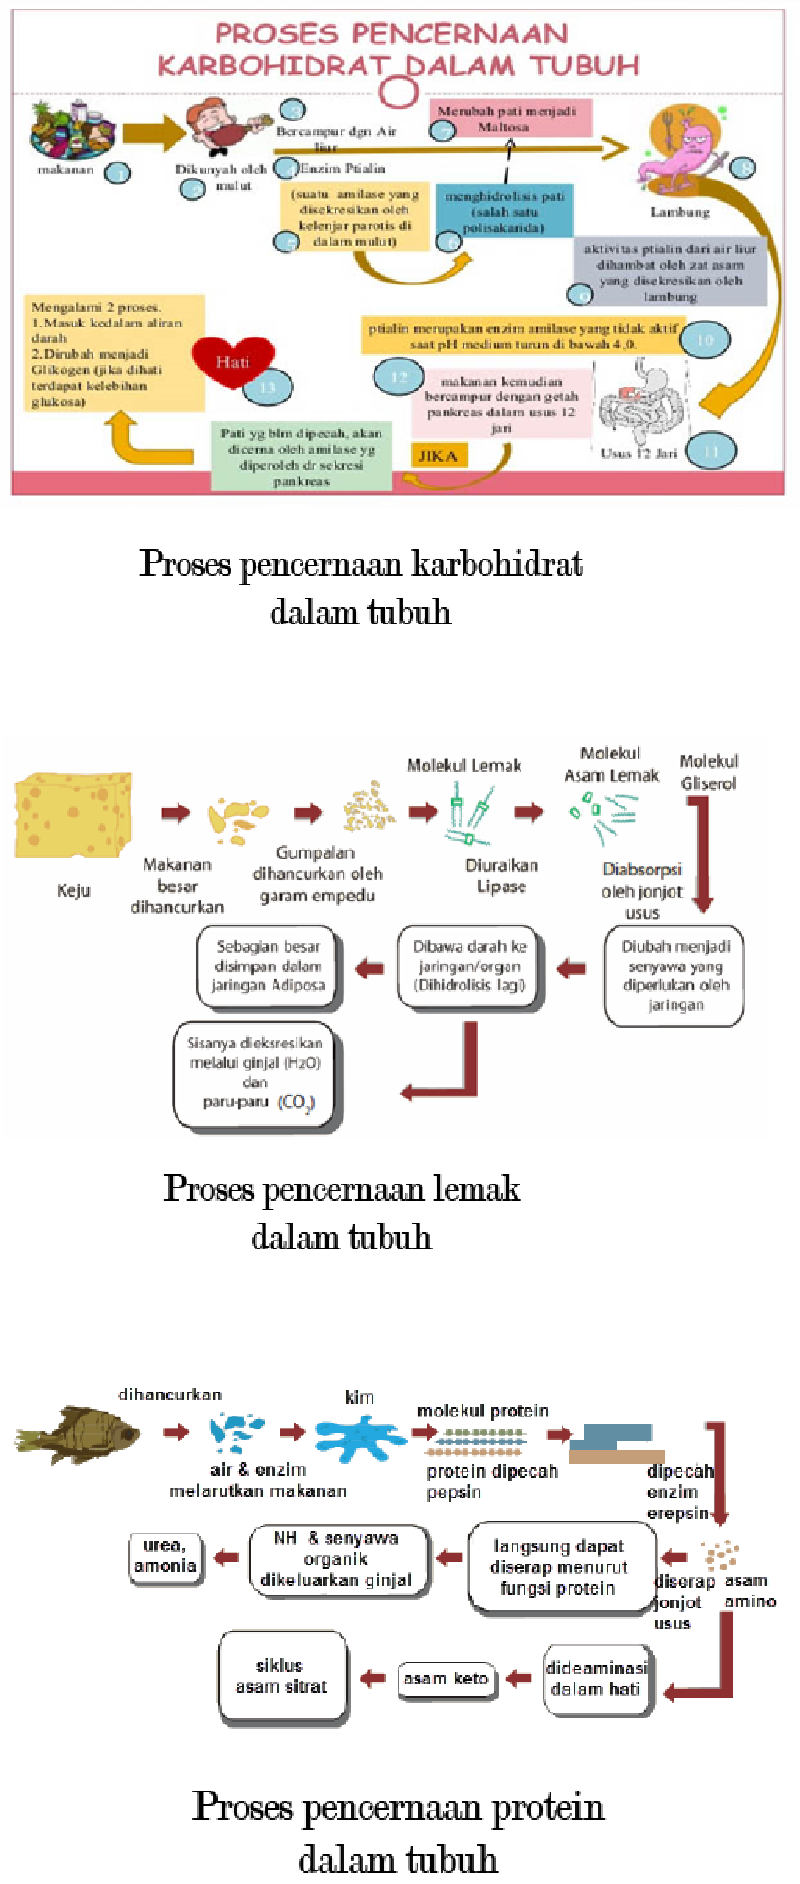 PROSES PENCERNAAN
KARBOHIDRAT DALAM TUBUH
makanan
1
Dikunyah oleh
mulut
2
3
Bercampur dgn Air
liur
4
Enzim Ptialin
(suatu amilase yang
disekresikan oleh
kelenjar parotis di
dalam mulut)
5
menghidrolisis pati
(salah satu
polisakarida)
6
Merubah pati menjadi
Maltosa
7
Lambung
8
aktivitas ptialin dari air liur
dihambat oleh zat asam
yang disekresikan oleh
lambung
9
ptialin merupakan enzim amilase yang tidak aktif
saat pH medium turun di bawah 4,0.
10
Usus 12 Jari
11
12
makanan kemudian
bercampur dengan getah
pankreas dalam usus 12
jari
JIKA
Pati yg blm dipecah, akan
dicerna oleh amilase yg
diperoleh dr sekresi
pankreas
Hati
13
Mengalami 2 proses.
1.Masuk kedalam aliran
darah
2.Dirubah menjadi
Glikogen (jika dihati
terdapat kelebihan
glukosa)
Proses pencernaan karbohidrat
dalam tubuh
Keju
Makanan
besar
dihancurkan
Gumpalan
dihancurkan oleh
garam empedu
Molekul Lemak
Diuraikan
Lipase
Molekul
Asam Lemak
Molekul
Gliserol
Diabsorpsi
oleh jonjot
usus
Diubah menjadi
senyawa yang
diperlukan oleh
jaringan
Dibawa darah ke
jaringan/organ
(Dihidrolisis lagi)
Sebagian besar
disimpan dalam
jaringan Adiposa
Sisanya dieksresikan
melalui ginjal (H2O)
dan
paru-paru (CO2)
Proses pencernaan lemak
dalam tubuh
dihancurkan
air & enzim
melarutkan makanan
kim
molekul protein
protein dipecah
pepsin
dipecah
enzim
erepsin
diserap
jonjot
usus
asam
amino
langsung dapat
diserap menurut
fungsi protein
NH & senyawa
organik
dikeluarkan ginjal
urea,
amonia
dideaminasi
dalam hati
asam keto
siklus
asam sitrat
Proses pencernaan protein
dalam tubuh